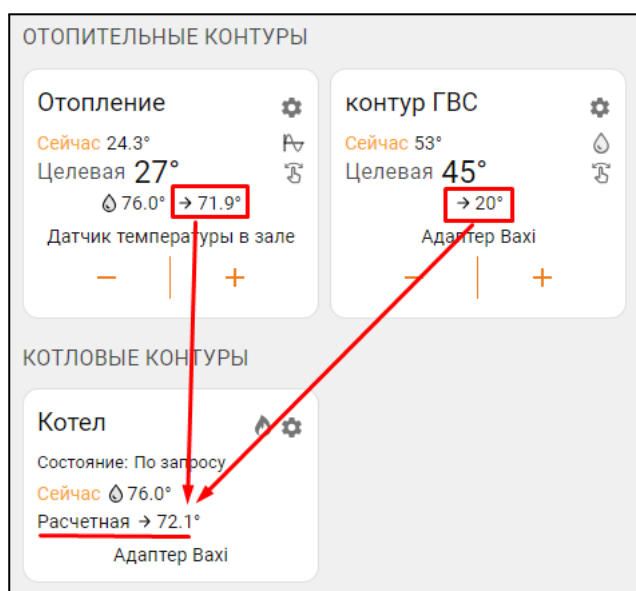 ОТОПИТЕЛЬНЫЕ КОНТУРЫ
Отопление
Сейчас 24.3°
Целевая 27°
76.0° → 71.9°
Датчик температуры в зале
− +
контур ГВС
Сейчас 53°
Целевая 45°
→ 20°
Адаптер Baxi
− +
КОТЛОВЫЕ КОНТУРЫ
Котел
Состояние: По запросу
Сейчас 76.0°
Расчетная → 72.1°
Адаптер Baxi